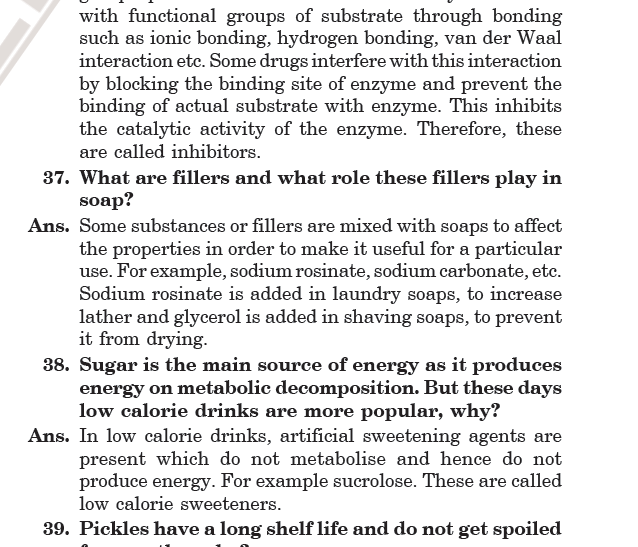 with functional groups of substrate through bonding
such as ionic bonding, hydrogen bonding, van der Waal
interaction etc. Some drugs interfere with this interaction
by blocking the binding site of enzyme and prevent the
binding of actual substrate with enzyme. This inhibits
the catalytic activity of the enzyme. Therefore, these
are called inhibitors.
37. What are fillers and what role these fillers play in
soap?
Ans. Some substances or fillers are mixed with soaps to affect
the properties in order to make it useful for a particular
use. For example, sodium rosinate, sodium carbonate, etc.
Sodium rosinate is added in laundry soaps, to increase
lather and glycerol is added in shaving soaps, to prevent
it from drying.
38. Sugar is the main source of energy as it produces
energy on metabolic decomposition. But these days
low calorie drinks are more popular, why?
Ans. In low calorie drinks, artificial sweetening agents are
present which do not metabolise and hence do not
produce energy. For example sucrolose. These are called
low calorie sweeteners.
39. Pickles have a long shelf life and do not get spoiled